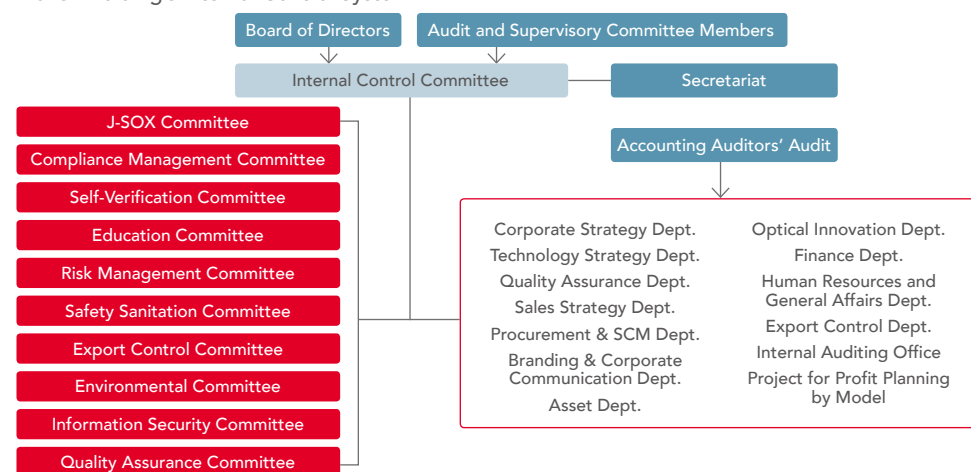 Board of Directors
Audit and Supervisory Committee Members
Internal Control Committee
Secretariat
J-SOX Committee
Compliance Management Committee
Self-Verification Committee
Education Committee
Risk Management Committee
Safety Sanitation Committee
Export Control Committee
Environmental Committee
Information Security Committee
Quality Assurance Committee
Accounting Auditors’ Audit
Corporate Strategy Dept.
Technology Strategy Dept.
Quality Assurance Dept.
Sales Strategy Dept.
Procurement & SCM Dept.
Branding & Corporate
Communication Dept.
Asset Dept.
Optical Innovation Dept.
Finance Dept.
Human Resources and
General Affairs Dept.
Export Control Dept.
Internal Auditing Office
Project for Profit Planning
by Model